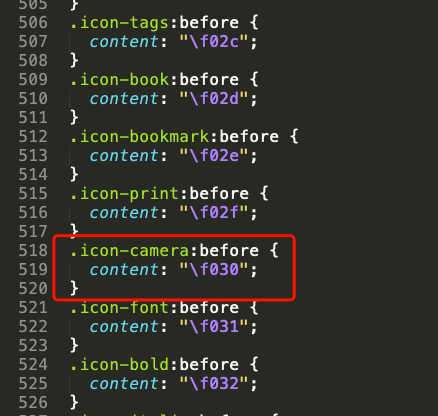 505 }
506 .icon-tags:before {
507 content: "\f02c";
508 }
509 .icon-book:before {
510 content: "\f02d";
511 }
512 .icon-bookmark:before {
513 content: "\f02e";
514 }
515 .icon-print:before {
516 content: "\f02f";
517 }
518 .icon-camera:before {
519 content: "\f030";
520 }
521 .icon-font:before {
522 content: "\f031";
523 }
524 .icon-bold:before {
525 content: "\f032";
526 }